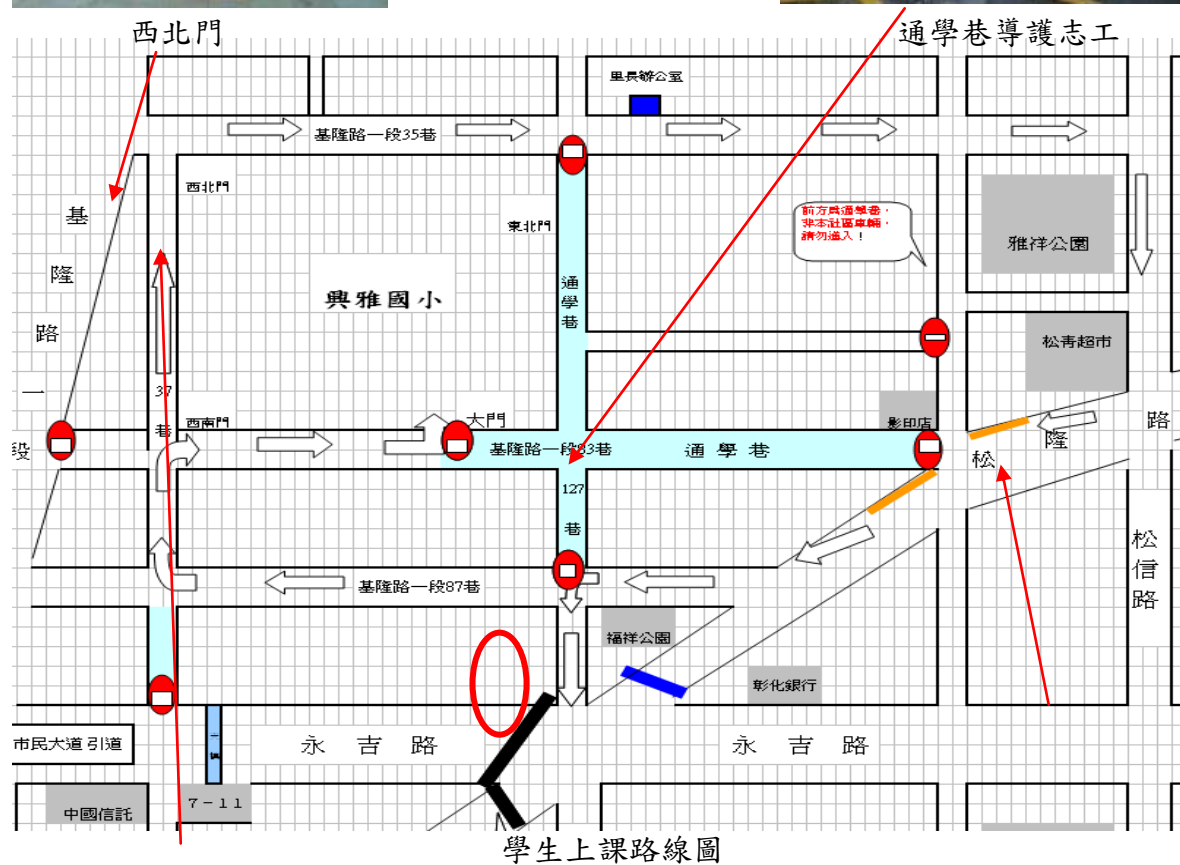 西北門
通學巷導護志工
里長辦公室
基隆路一段35巷
西北門
東北門
前方為通學巷，
非本社區車輛，
請勿進入！
雅祥公園
基隆路一段
興雅國小
通學巷
松青超市
37巷
西南門
大門
影印店
基隆路一段83巷
通學巷
松隆路
127巷
松信路
基隆路一段87巷
福祥公園
彰化銀行
市民大道引道
永吉路
永吉路
中國信託
7-11
學生上課路線圖